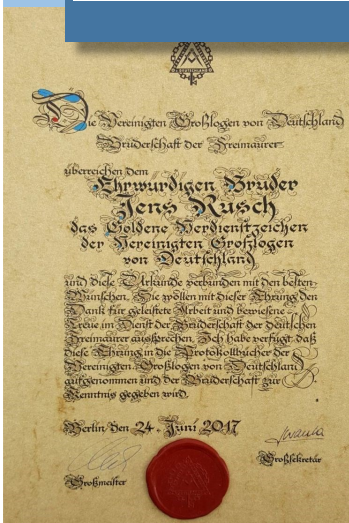 Die Vereinigten Großlogen von Deutschland
Bruderschaft der Freimaurer
überreichen dem
Ehrwürdigen Bruder
Jens Rusch
das Goldene Verdienstzeichen
der Vereinigten Großlogen
von Deutschland
und diese Urkunde verbunden mit den besten
Wünschen. Sie wollen mit dieser Ehrung den
Dank für geleistete Arbeit und bewiesene
Treue im Dienst der Bruderschaft der deutschen
Freimaurer aussprechen. Ich habe verfügt, daß
diese Ehrung in die Protokollbücher der
Vereinigten Großlogen von Deutschland
aufgenommen und der Bruderschaft zur
Kenntnis gegeben wird.
Berlin den 24. Juni 2017
Großsekretär
Großmeister